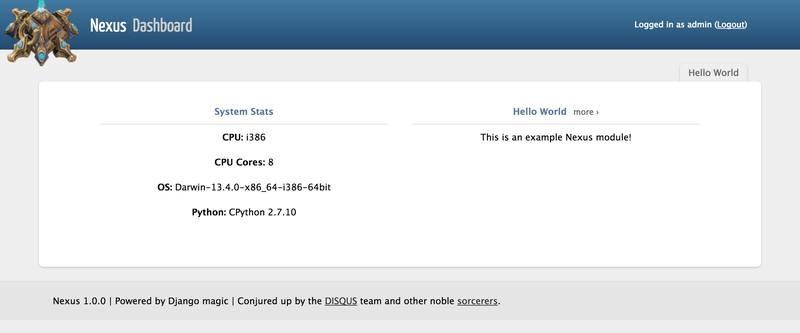 Nexus Dashboard
Logged in as admin (Logout)
Hello World
System Stats
CPU: i386
CPU Cores: 8
OS: Darwin-13.4.0-x86_64-i386-64bit
Python: CPython 2.7.10
Hello World more ›
This is an example Nexus module!
Nexus 1.0.0 | Powered by Django magic | Conjured up by the DISQUS team and other noble sorcerers.